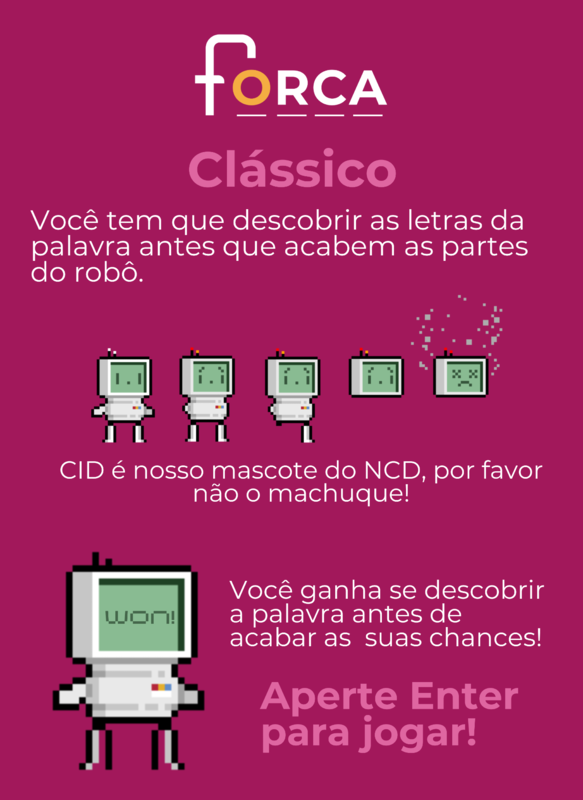 fORCA
Clássico
Você tem que descobrir as letras da
palavra antes que acabem as partes
do robô.
CID é nosso mascote do NCD, por favor
não o machuque!
won!
Você ganha se descobrir
a palavra antes de
acabar as  suas chances!
Aperte Enter
para jogar!